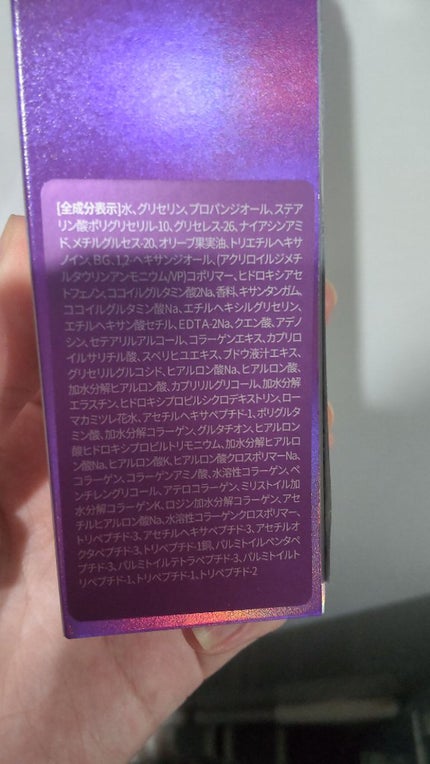 [全成分表示]水、グリセリン、プロパンジオール、ステア
リン酸ポリグリセリル-10、グリセレス-26、ナイアシンアミ
ド、メチルグルセス-20、オリーブ果実油、トリエチルヘキサ
ノイン、BG、1,2-ヘキサンジオール、(アクリロイルジメ
チルタウリンアンモニウム/VP)コポリマー、ヒドロキシアセ
トフェノン、ココイルグルタミン酸2Na、香料、キサンタンガム、
ココイルグルタミン酸Na、エチルヘキシルグリセリン、
エチルヘキサン酸セチル、EDTA-2Na、クエン酸、アデノ
シン、セテアリルアルコール、コラーゲンエキス、カプリロ
イルサリチル酸、スベリヒユエキス、ブドウ液汁エキス、
グリセリルグルコシド、ヒアルロン酸Na、ヒアルロン酸、
加水分解ヒアルロン酸、カプリリルグリコール、加水分解
エラスチン、ヒドロキシプロピルシクロデキストリン、ロー
マカミツレ花水、アセチルヘキサペプチド-1、ポリグルタ
ミン酸、加水分解コラーゲン、グルタチオン、ヒアルロン
酸ヒドロキシプロピルトリモニウム、加水分解ヒアルロ
ン酸Na、ヒアルロン酸K、ヒアルロン酸クロスポリマーNa、
コラーゲン、コラーゲンアミノ酸、水溶性コラーゲン、ペ
ンチレングリコール、アテロコラーゲン、ミリストイル加
水分解コラーゲンK、ロジン加水分解コラーゲン、アセ
チルヒアルロン酸Na、水溶性コラーゲンクロスポリマー、
トリペプチド-3、アセチルヘキサペプチド-3、アセチルオ
クタペプチド-3、トリペプチド-1銅、パルミトイルペンタペ
プチド-3、パルミトイルテトラペプチド-3、パルミトイルト
リペプチド-1、トリペプチド-1、トリペプチド-2